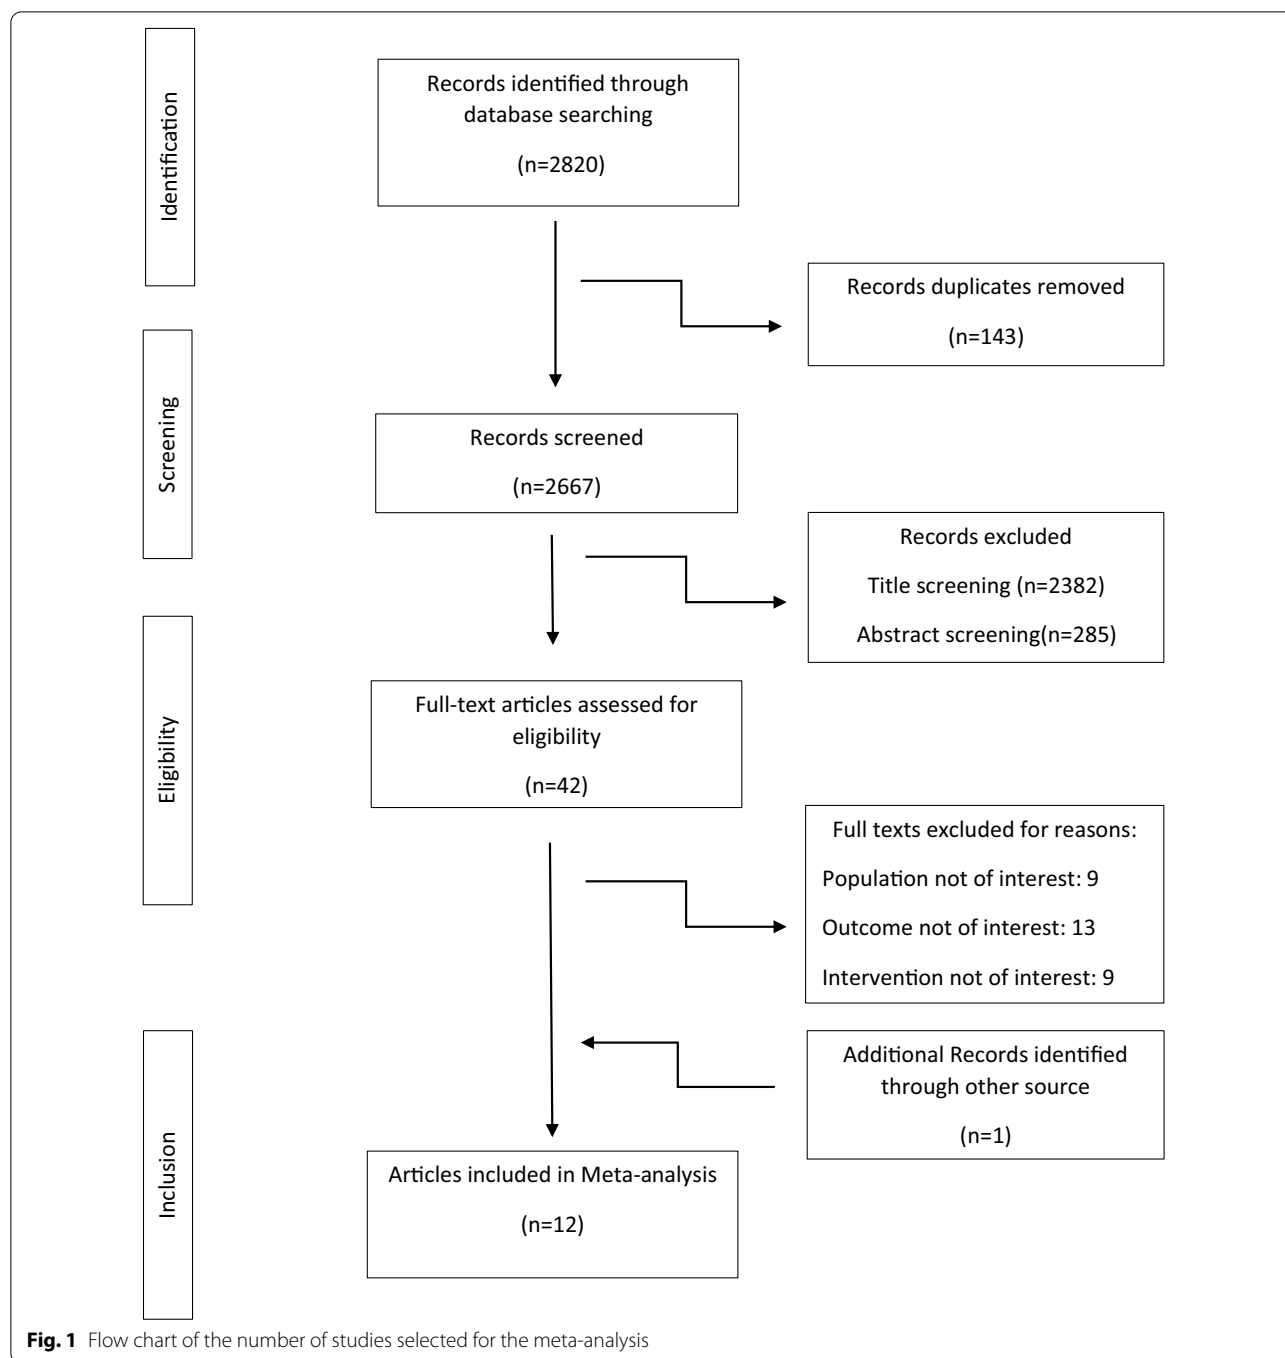 Identification
Records identified through
database searching
(n=2820)
Records duplicates removed
(n=143)
Screening
Records screened
(n=2667)
Records excluded
Title screening (n=2382)
Abstract screening(n=285)
Eligibility
Full-text articles assessed for
eligibility
(n=42)
Full texts excluded for reasons:
Population not of interest: 9
Outcome not of interest: 13
Intervention not of interest: 9
Inclusion
Additional Records identified
through other source
(n=1)
Articles included in Meta-analysis
(n=12)
Fig. 1 Flow chart of the number of studies selected for the meta-analysis